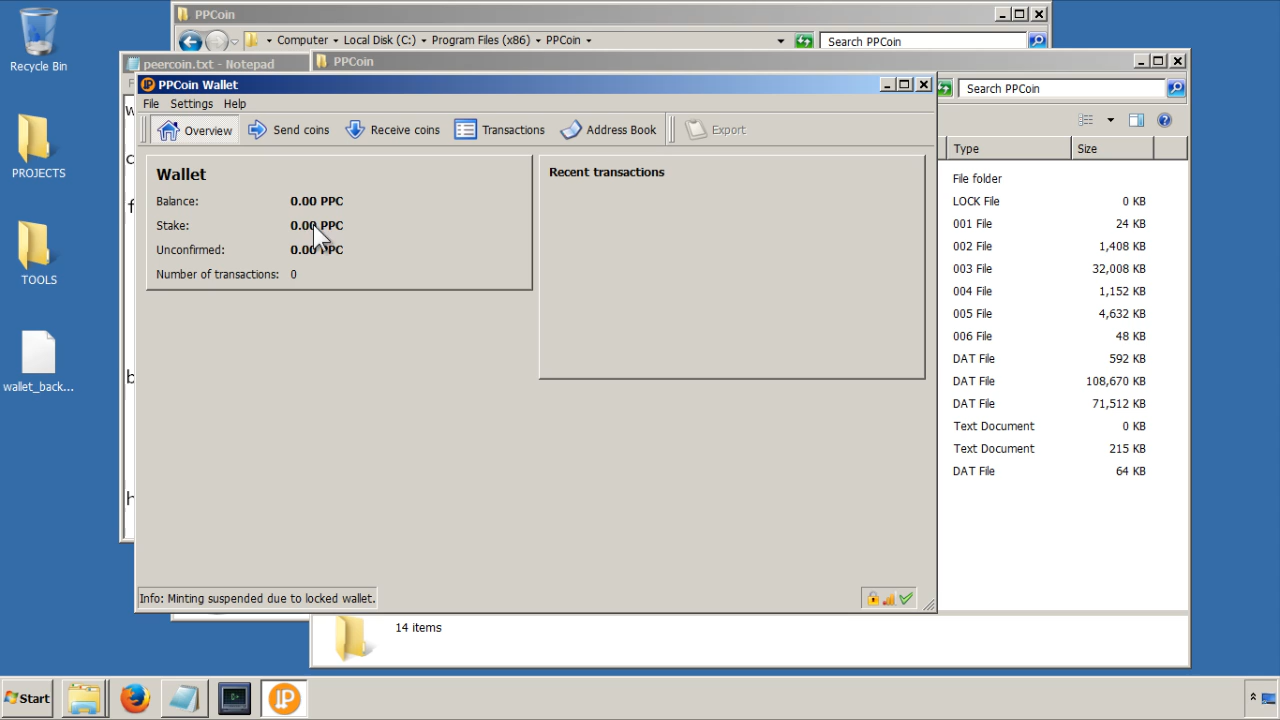 Recycle Bin
PROJECTS
TOOLS
wallet_back...
PPCoin
Computer Local Disk (C:) Program Files (x86) PPCoin
Search PPCoin
peercoin.txt - Notepad
PPCoin
Search PPCoin
PPCoin Wallet
File Settings Help
Overview Send coins Receive coins Transactions Address Book Export
Wallet
Balance: 0.00 PPC
Stake: 0.00 PPC
Unconfirmed: 0.00 PPC
Number of transactions: 0
Recent transactions
Info: Minting suspended due to locked wallet.
Type Size
File folder
LOCK File 0 KB
001 File 24 KB
002 File 1,408 KB
003 File 32,008 KB
004 File 1,152 KB
005 File 4,632 KB
006 File 48 KB
DAT File 592 KB
DAT File 108,670 KB
DAT File 71,512 KB
Text Document 0 KB
Text Document 215 KB
DAT File 64 KB
14 items
Start